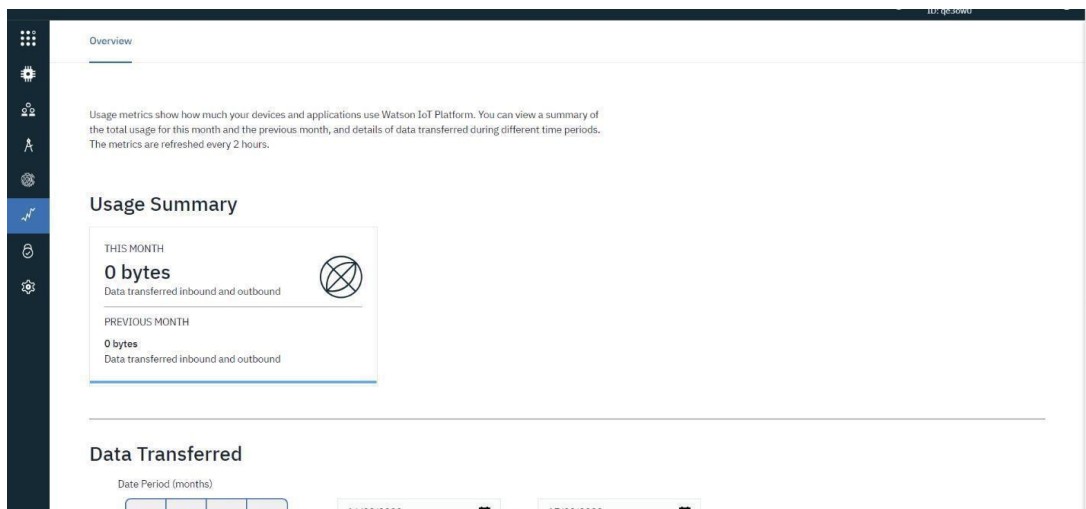 Overview
Usage metrics show how much your devices and applications use Watson IoT Platform. You can view a summary of
the total usage for this month and the previous month, and details of data transferred during different time periods.
The metrics are refreshed every 2 hours.
Usage Summary
THIS MONTH
0 bytes
Data transferred inbound and outbound
PREVIOUS MONTH
0 bytes
Data transferred inbound and outbound
Data Transferred
Date Period (months)